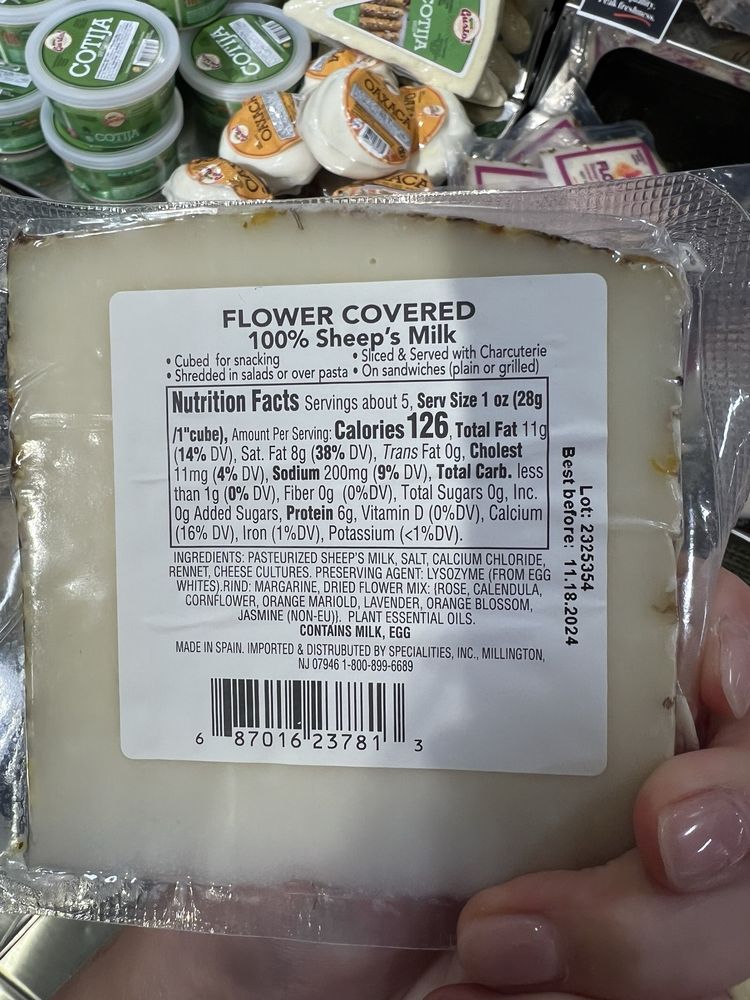 COTIJA
COTIJA
COTIJA
COTIJA
OAXACA
OAXACA
FLOWER COVERED
100% Sheep's Milk
• Cubed for snacking • Sliced & Served with Charcuterie
• Shredded in salads or over pasta • On sandwiches (plain or grilled)
Nutrition Facts Servings about 5, Serv Size 1 oz (28g
/1"cube), Amount Per Serving: Calories 126, Total Fat 11g
(14% DV), Sat. Fat 8g (38% DV), Trans Fat 0g, Cholest
11mg (4% DV), Sodium 200mg (9% DV), Total Carb. less
than 1g (0% DV), Fiber 0g (0%DV), Total Sugars 0g, Inc.
0g Added Sugars, Protein 6g, Vitamin D (0%DV), Calcium
(16% DV), Iron (1%DV), Potassium (<1%DV).
INGREDIENTS: PASTEURIZED SHEEP'S MILK, SALT, CALCIUM CHLORIDE,
RENNET, CHEESE CULTURES. PRESERVING AGENT: LYSOZYME (FROM EGG
WHITES).RIND: MARGARINE, DRIED FLOWER MIX: (ROSE, CALENDULA,
CORNFLOWER, ORANGE MARIOLD, LAVENDER, ORANGE BLOSSOM,
JASMINE (NON-EU)). PLANT ESSENTIAL OILS.
CONTAINS MILK, EGG
MADE IN SPAIN. IMPORTED & DISTRUBUTED BY SPECIALITIES, INC., MILLINGTON,
NJ 07946 1-800-899-6689
6 87016 23781 3
Lot: 2325354
Best before: 11.18.2024